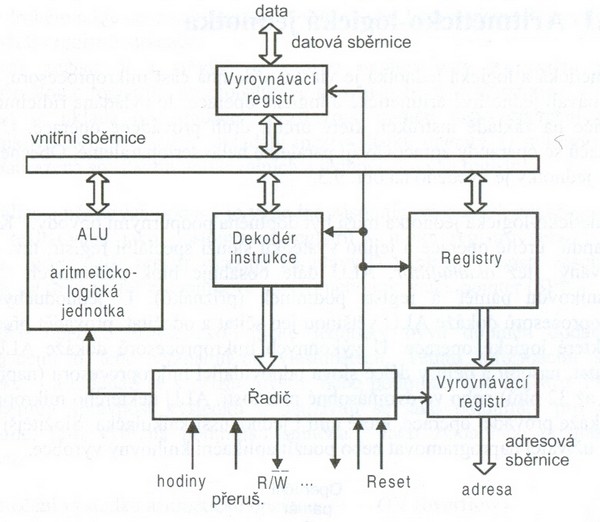 data
datová sběrnice
Vyrovnávací
registr
vnitřní sběrnice
ALU
aritmeticko-
logická
jednotka
Dekodér
instrukce
Registry
Řadič
Vyrovnávací
registr
adresová
sběrnice
hodiny
přeruš.
R/W
...
Reset
adresa